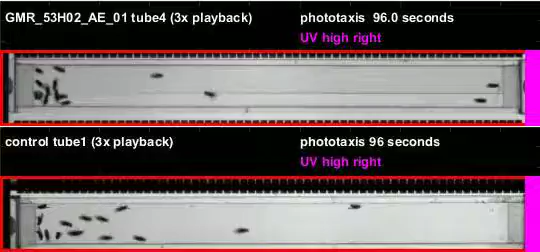 GMR_53H02_AE_01 tube4 (3x playback) phototaxis 96.0 seconds
UV high right
control tube1 (3x playback) phototaxis 96 seconds
UV high right